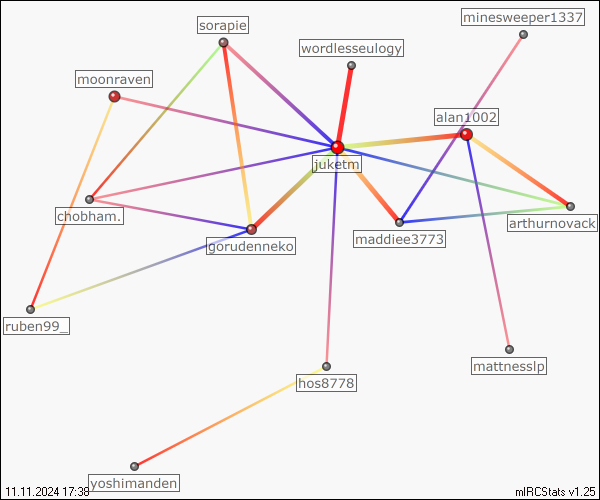 minesweeper1337
sorapie
wordlesseulogy
moonraven
alan1002
juketm
chobham.
arthurnovack
maddiee3773
gorudenneko
ruben99_
mattnesslp
hos8778
yoshimanden
11.11.2024 17:38
mIRCStats v1.25